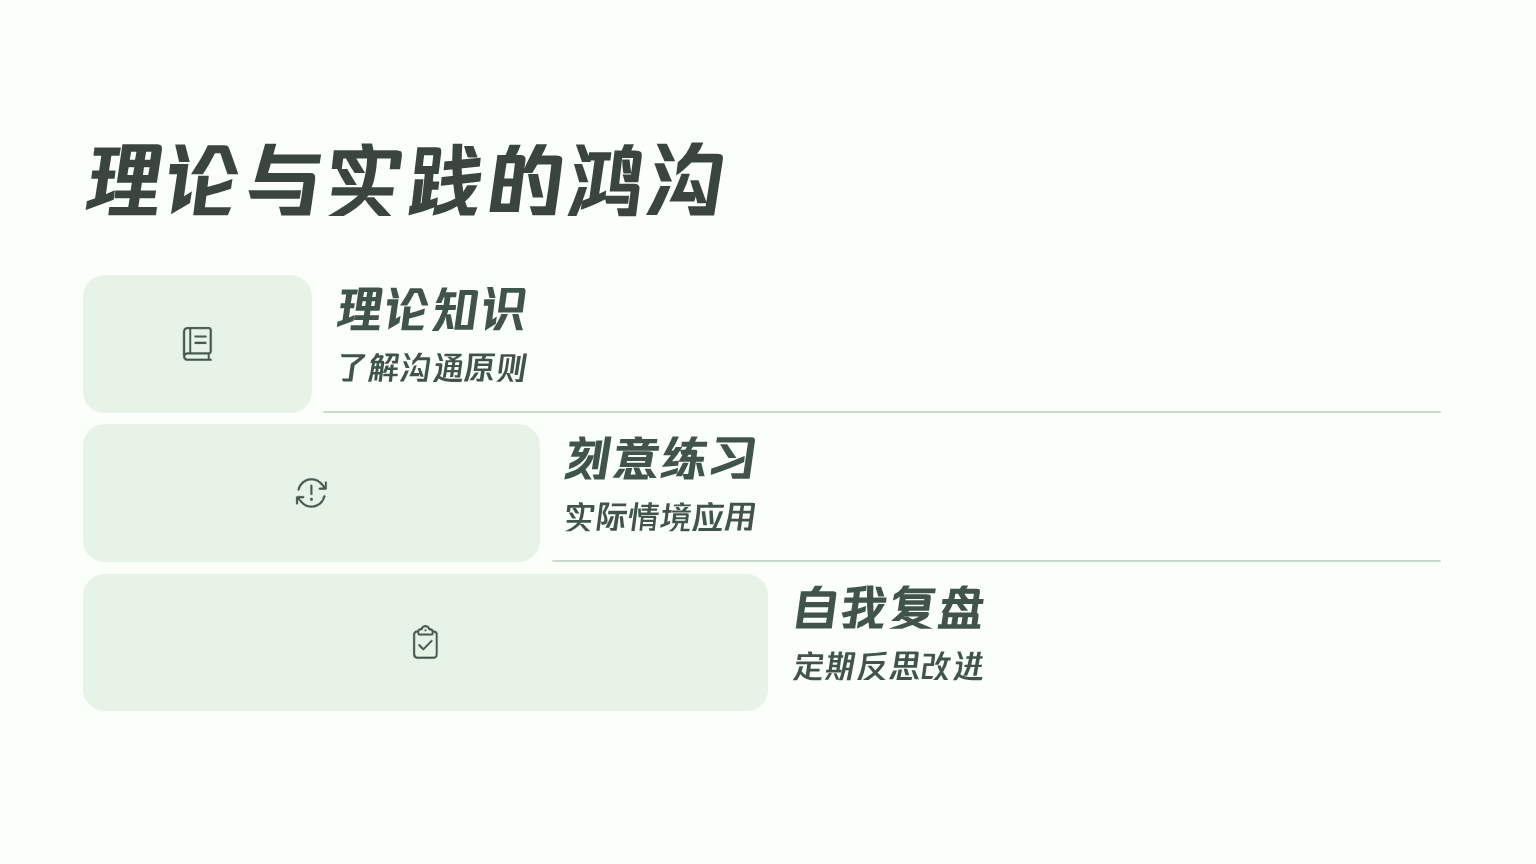 理论与实践的鸿沟
理论知识
了解沟通原则
刻意练习
实际情境应用
自我复盘
定期反思改进